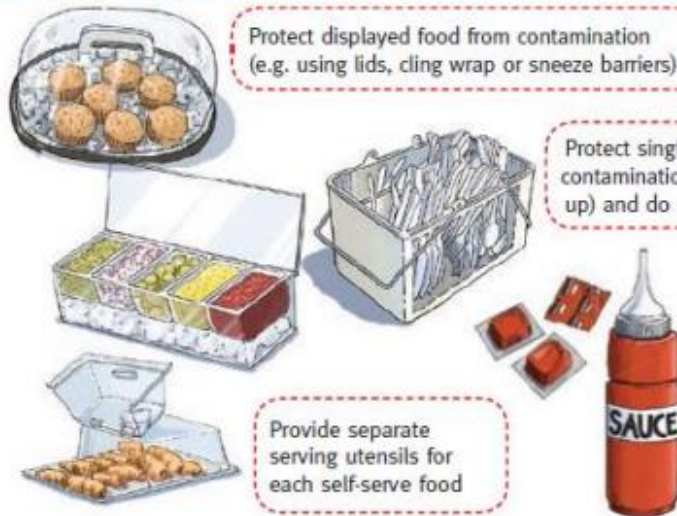 Protect displayed food from contamination
(e.g. using lids, cling wrap or sneeze barriers)
Protect
contaminatio
up) and do
Provide separate
serving utensils for
each self-serve food
SAUCE